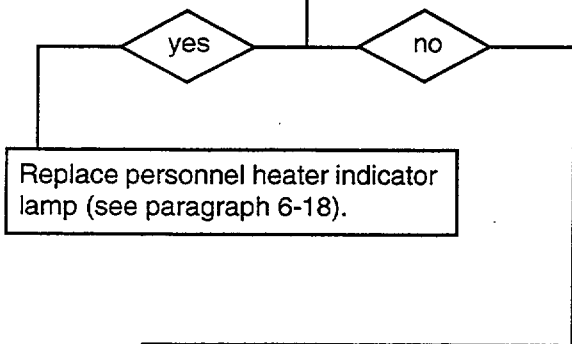 yes
no
Replace personnel heater indicator
lamp (see paragraph 6-18).